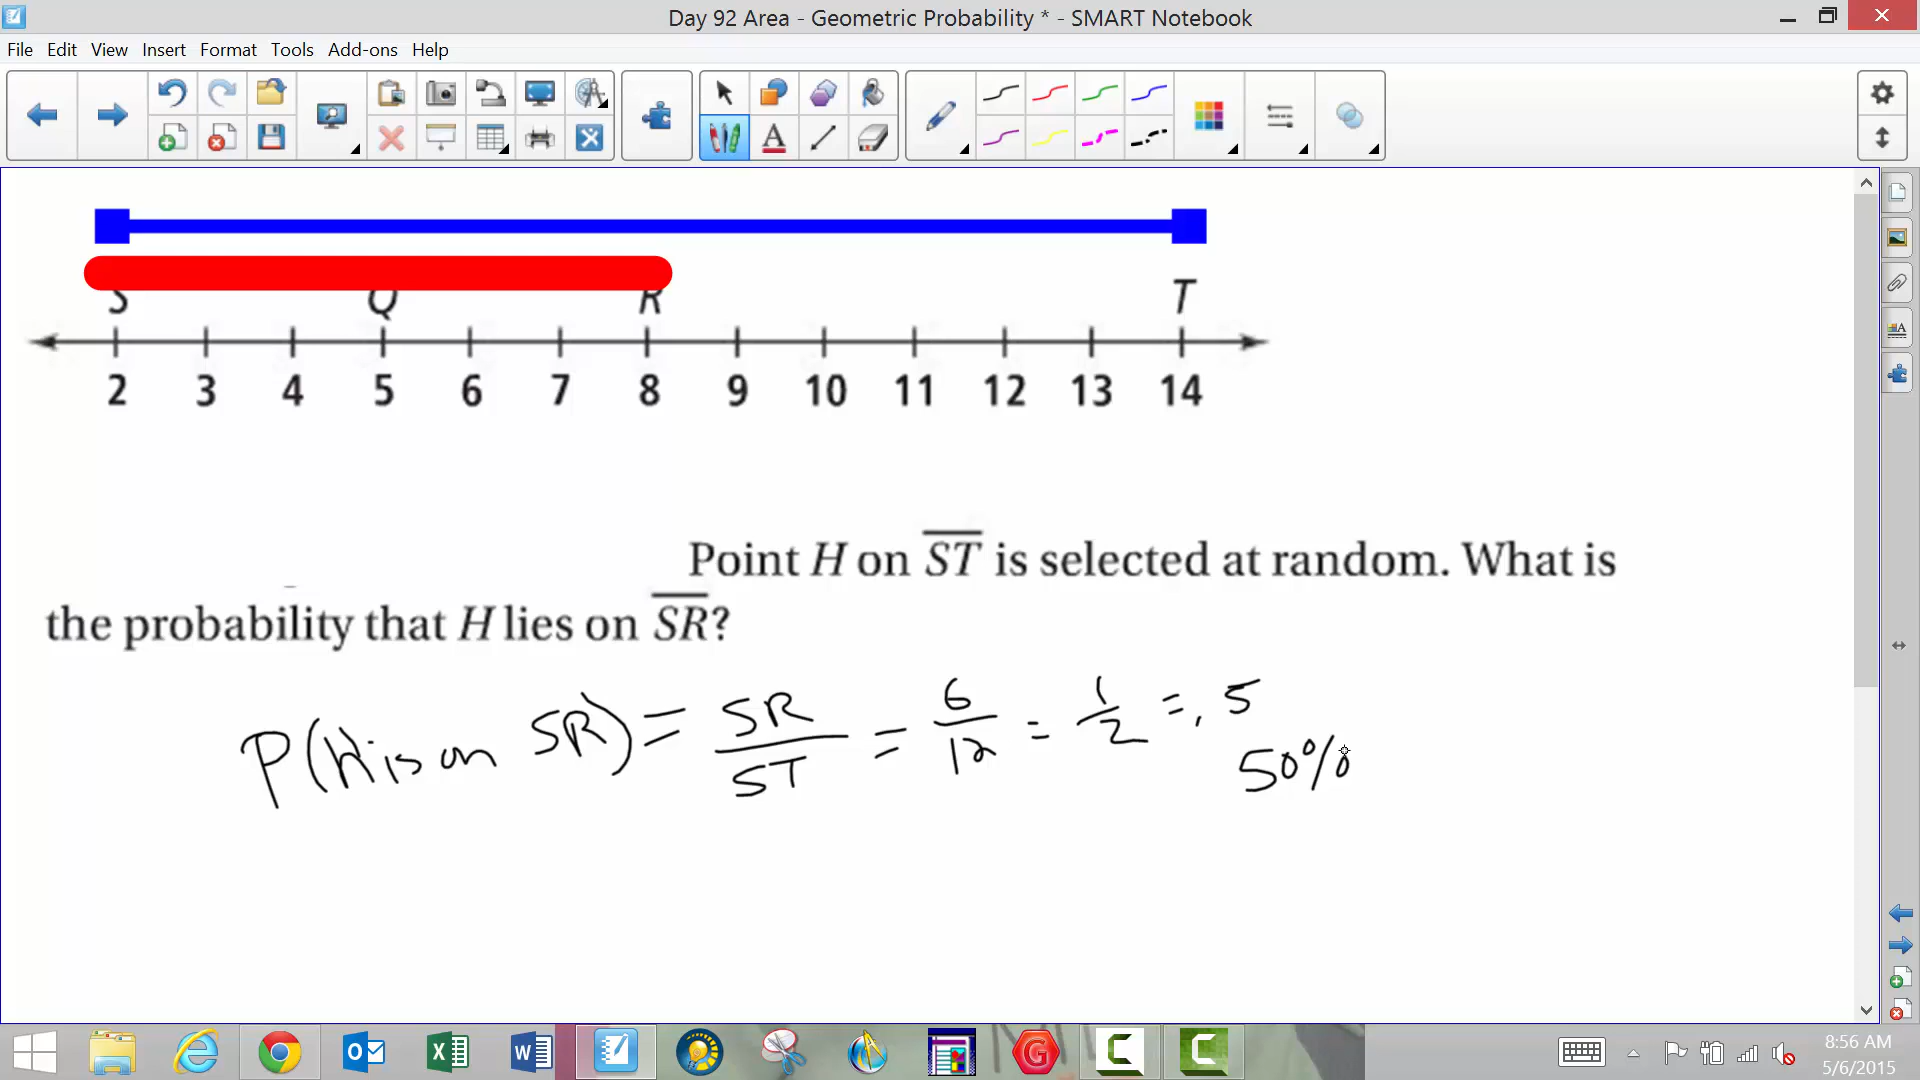 Day 92 Area - Geometric Probability * - SMART Notebook
File Edit View Insert Format Tools Add-ons Help
S Q R T
2 3 4 5 6 7 8 9 10 11 12 13 14
Point H on ST is selected at random. What is
the probability that H lies on SR?
P(H is on SR) = SR/ST = 6/12 = 1/2 = .5
50%
8:56 AM
5/6/2015